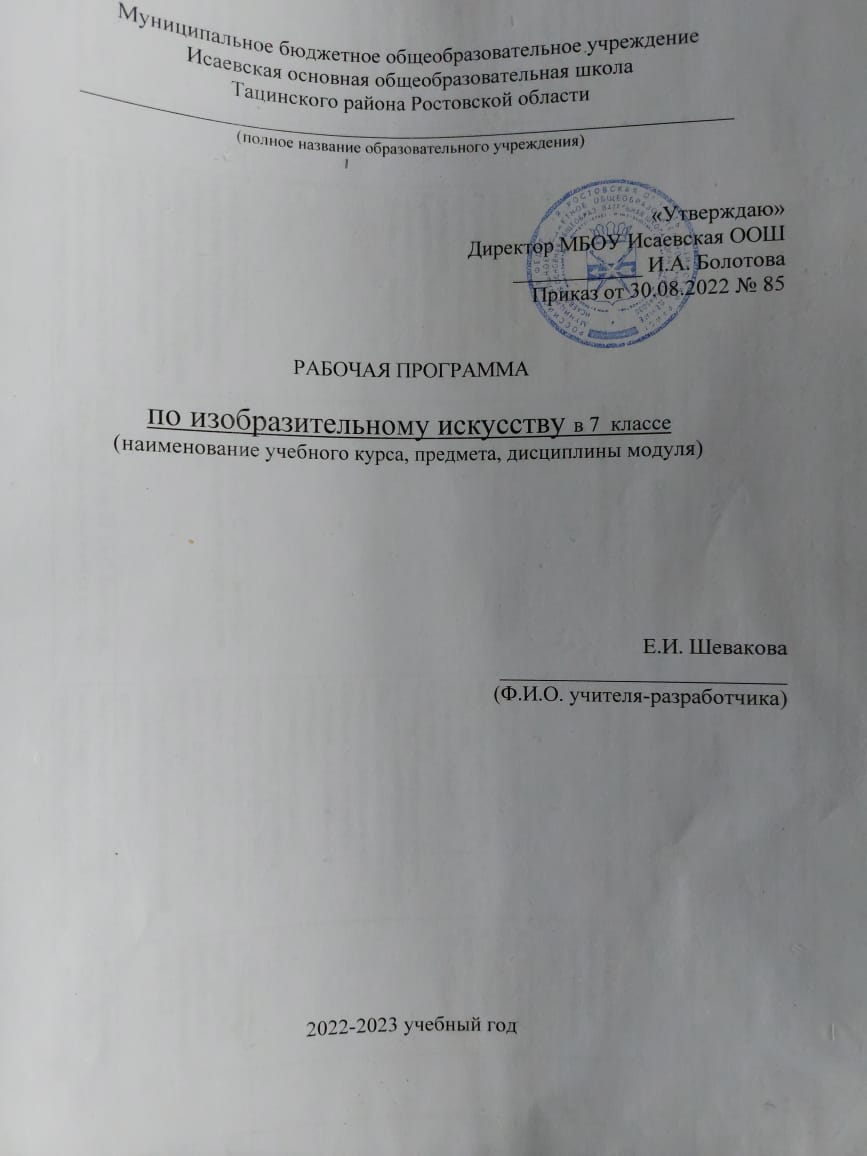 Муниципальное бюджетное общеобразовательное учреждение
Исаевская основная общеобразовательная школа
Тацинского района Ростовской области
(полное название образовательного учреждения)
«Утверждаю»
Директор МБОУ Исаевская ООШ
И.А. Болотова
Приказ от 30.08.2022 № 85
РАБОЧАЯ ПРОГРАММА
по изобразительному искусству в 7 классе
(наименование учебного курса, предмета, дисциплины модуля)
Е.И. Шевакова
(Ф.И.О. учителя-разработчика)
2022-2023 учебный год